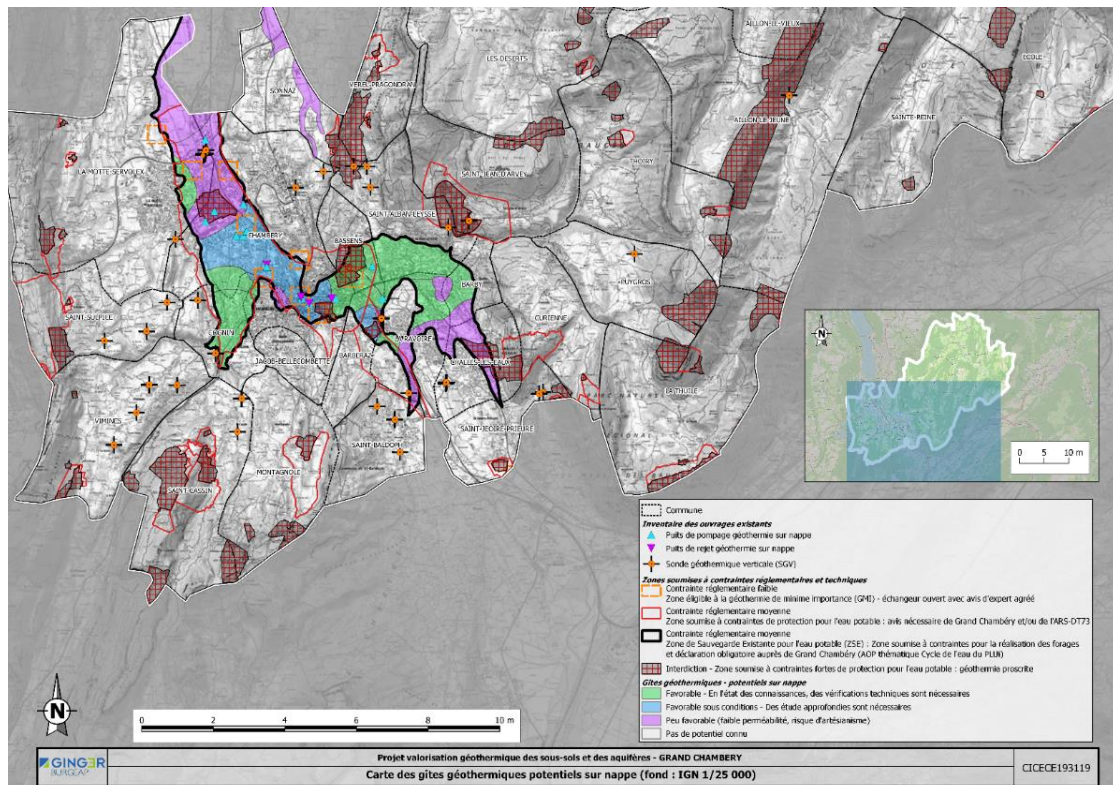 AILLON-LE-VIEUX
ECOLE
LES DESERTS
VEREL-PRAGONDRAN
SONNAZ
AILLON-LE-JEUNE
SAINTE-REINE
THOIRY
LA MOTTE-SERVOLEX
SAINT-JEAN-D'ARVEY
SAINT-ALBAN-LEYSSE
CHAMBERY
BASSENS
PUYGROS
BARBY
SAINT-SULPICE
CURIENNE
COGNIN
LA RAVOIRE
JACOB-BELLECOMBETTE
BARBERAZ
CHALLES-LES-EAUX
LA THUILE
VIMINES
SAINT-JEOIRE-PRIEURE
SAINT-BALDOPH
MONTAGNOLE
SAINT-CASSIN
N
0 5 10 m
Commune
Inventaire des ouvrages existants
Puits de pompage géothermie sur nappe
Puits de rejet géothermie sur nappe
Sonde géothermique verticale (SGV)
Zones soumises à contraintes réglementaires et techniques
Contrainte réglementaire faible
Zone éligible à la géothermie de minime importance (GMI) - échangeur ouvert avec avis d'expert agréé
Contrainte réglementaire moyenne
Zone soumise à contraintes de protection pour l'eau potable : avis nécessaire de Grand Chambéry et/ou de l'ARS-DT73
Contrainte réglementaire moyenne
Zone de Sauvegarde Existante pour l'eau potable (ZSE) : Zone soumise à contraintes pour la réalisation des forages
et déclaration obligatoire auprès de Grand Chambéry (AOP thématique Cycle de l'eau du PLUi)
Interdiction - Zone soumise à contraintes fortes de protection pour l'eau potable : géothermie proscrite
Gîtes géothermiques - potentiels sur nappe
Favorable - En l'état des connaissances, des vérifications techniques sont nécessaires
Favorable sous conditions - Des étude approfondies sont nécessaires
Peu favorable (faible perméabilité, risque d'artésianisme)
Pas de potentiel connu
N
0 2 4 6 8 10 m
GINGER
BURGEAP
Projet valorisation géothermique des sous-sols et des aquifères - GRAND CHAMBERY
Carte des gîtes géothermiques potentiels sur nappe (fond : IGN 1/25 000)
CICECE193119